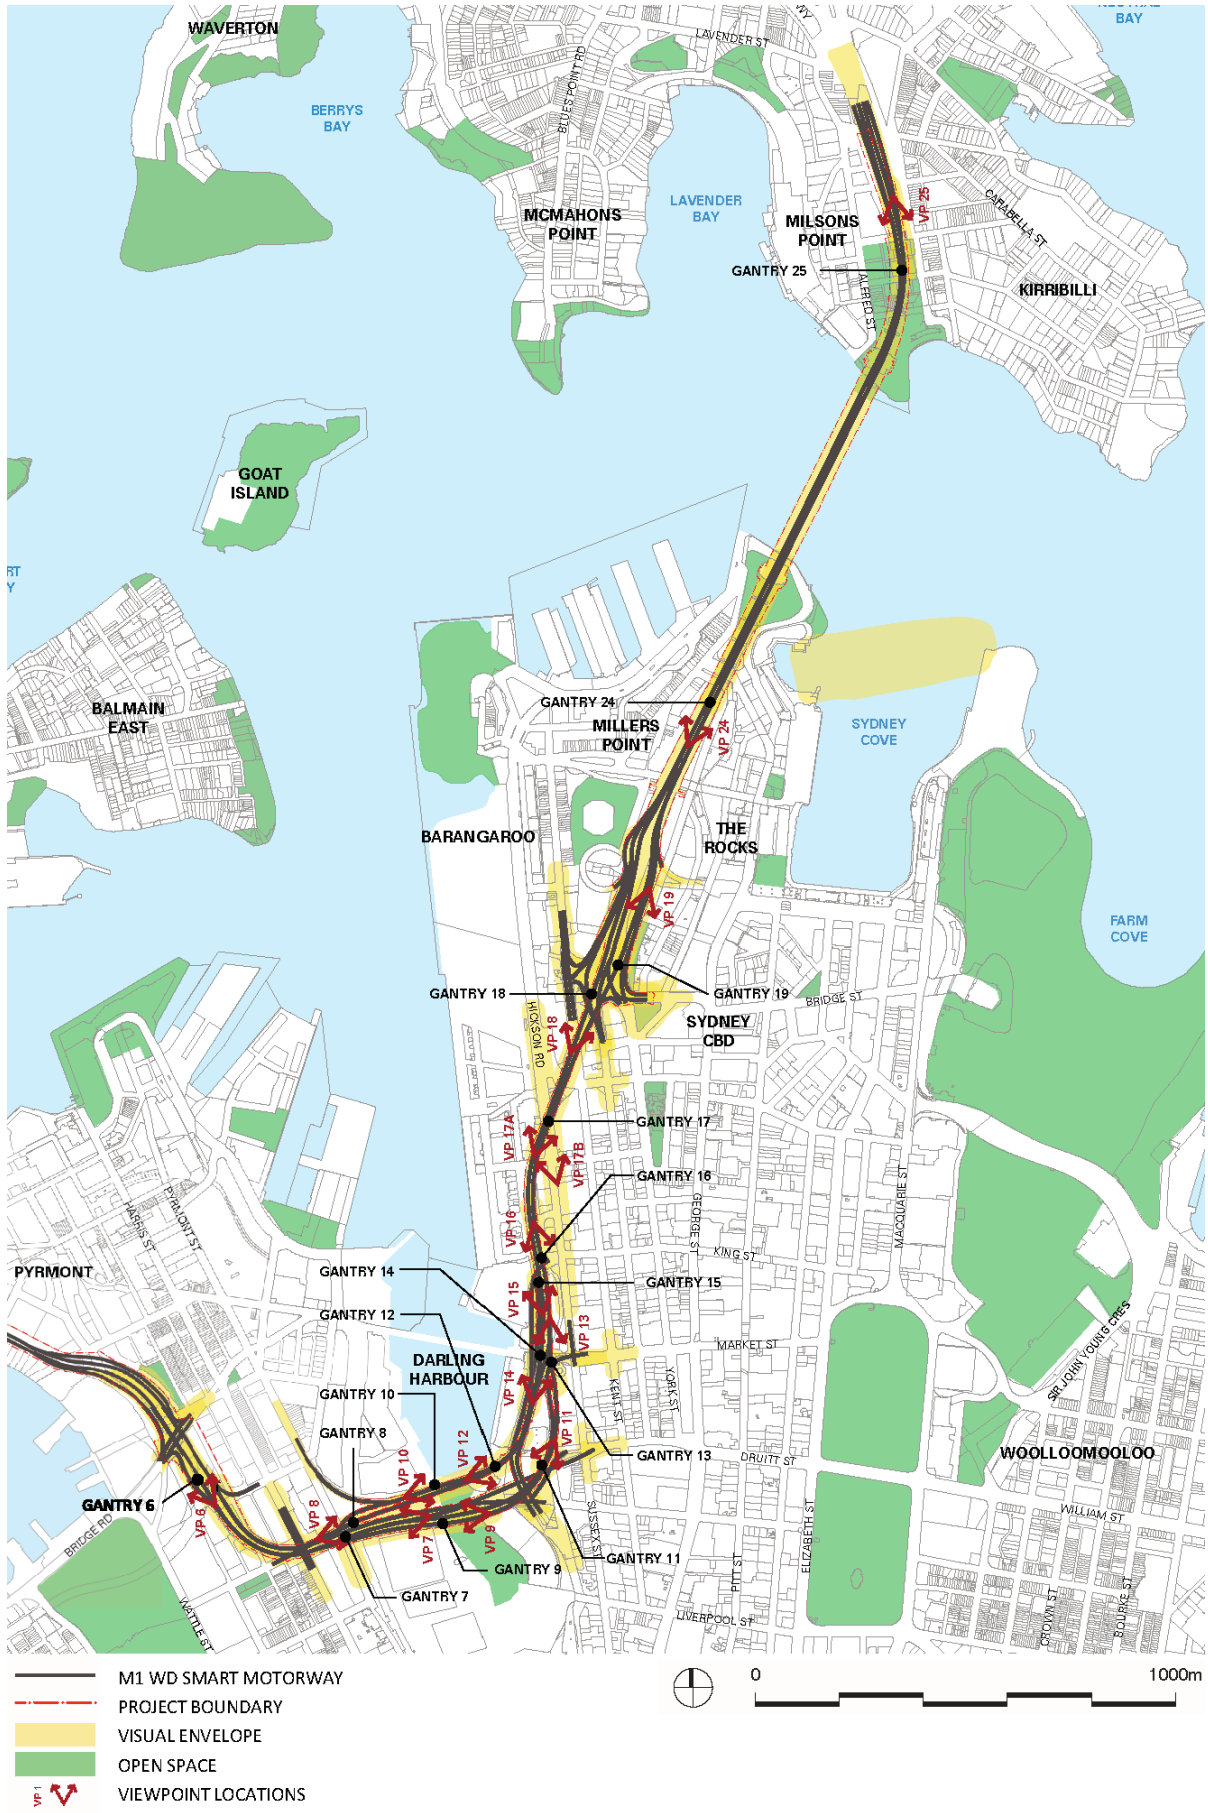 WAVERTON
NEUTRAL
BAY
WY
LAVENDER ST
BLUES POINT RD
BERRYS
BAY
LAVENDER
BAY
MCMAHONS
POINT
MILSONS
POINT
VP 25
CARABELLA ST
GANTRY 25
ALFRED ST
KIRRIBILLI
GOAT
ISLAND
RT
Y
BALMAIN
EAST
GANTRY 24
MILLERS
POINT
VP 24
SYDNEY
COVE
BARANGAROO
THE
ROCKS
VP 19
FARM
COVE
GANTRY 18
GANTRY 19
BRIDGE ST
HICKSON RD
VP 18
SYDNEY
CBD
VP 17A
GANTRY 17
VP 17B
GANTRY 16
MACQUARIE ST
HARRIS ST
PYRMONT ST
VP 16
GEORGE ST
KING ST
PYRMONT
GANTRY 14
GANTRY 15
VP 15
GANTRY 12
VP 13
MARKET ST
SIR JOHN YOUNG CRES
DARLING
HARBOUR
GANTRY 10
VP 14
KENT ST
YORK ST
GANTRY 8
VP 11
VP 12
VP 10
GANTRY 13
DRUITT ST
WOOLLOOMOOLOO
GANTRY 6
VP 6
VP 8
BRIDGE RD
VP 7
VP 9
SUSSEX ST
WILLIAM ST
ELIZABETH ST
GANTRY 11
GANTRY 9
PITT ST
GANTRY 7
WATTLE ST
LIVERPOOL ST
CROWN ST
BOURKE ST
M1 WD SMART MOTORWAY
PROJECT BOUNDARY
VISUAL ENVELOPE
OPEN SPACE
VP 1
VIEWPOINT LOCATIONS
0
1000m